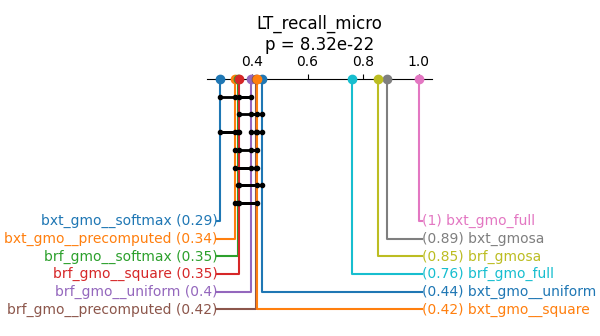 LT_recall_micro
p = 8.32e-22
0.4 0.6 0.8 1.0
bxt_gmo__softmax (0.29) (1) bxt_gmo_full
bxt_gmo__precomputed (0.34) (0.89) bxt_gmosa
brf_gmo__softmax (0.35) (0.85) brf_gmosa
brf_gmo__square (0.35) (0.76) brf_gmo_full
brf_gmo__uniform (0.4) (0.44) bxt_gmo__uniform
brf_gmo__precomputed (0.42) (0.42) bxt_gmo__square